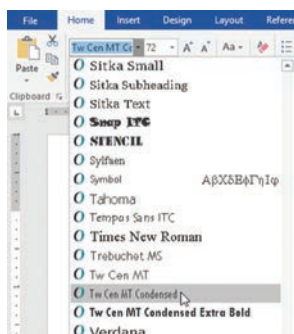 File Home Insert Design Layout Refere
Tw Cen MT Co 72 A A Aa
Paste
Clipboard
L 1
O Sitka Small
O Sitka Subheading
O Sitka Text
O Snap ITC
O STENCIL
O Sylfaen
O Symbol ΑβΧδΕφΓηΙφ
O Tahoma
O Tempus Sans ITC
O Times New Roman
O Trebuchet MS
O Tw Cen MT
O Tw Cen MT Condensed
O Tw Cen MT Condensed Extra Bold
O Verdana